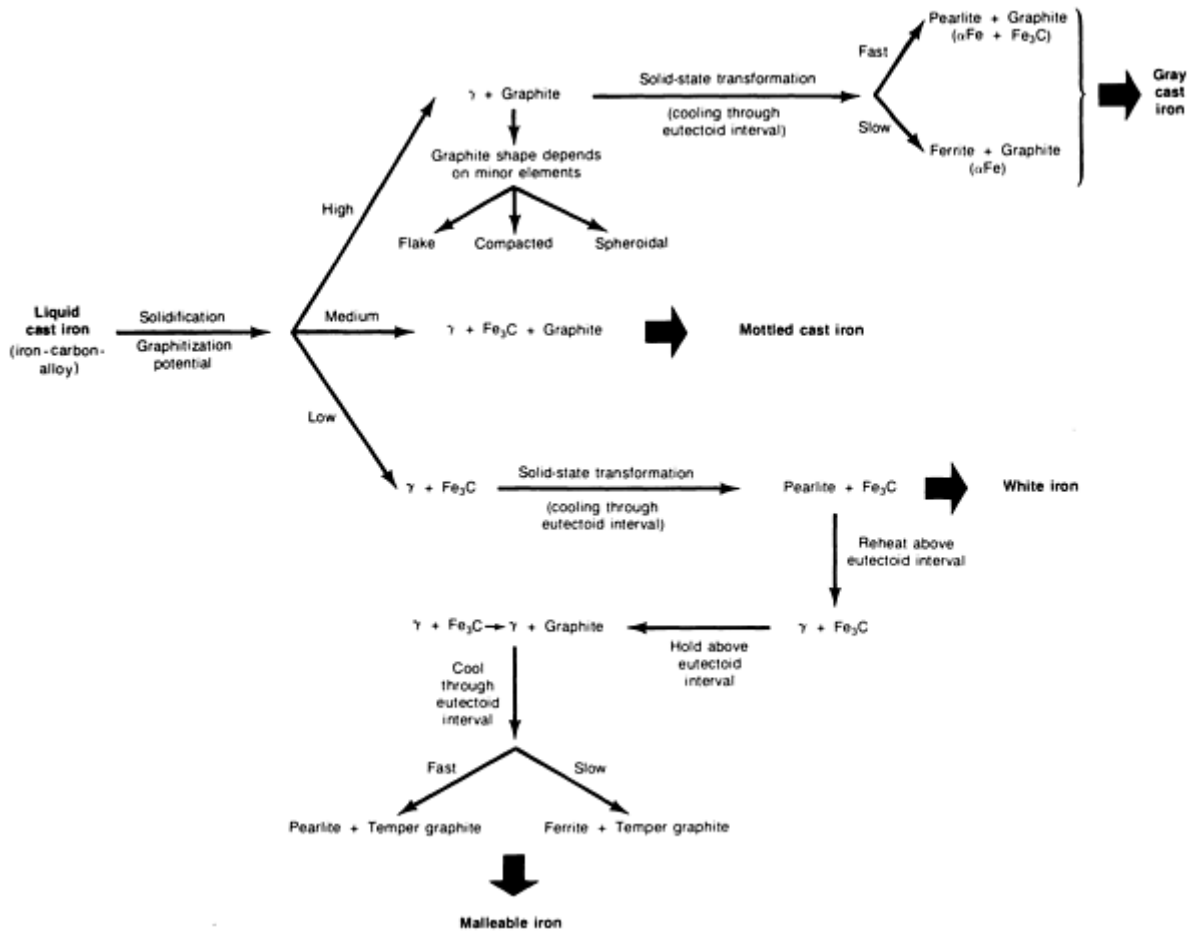 Pearlite + Graphite
(αFe + Fe₃C)
Fast
Gray
cast
iron
Solid-state transformation
γ + Graphite
(cooling through
eutectoid interval)
Slow
Ferrite + Graphite
(αFe)
Graphite shape depends
on minor elements
High
Flake
Compacted
Spheroidal
Liquid
cast iron
(iron-carbon-
alloy)
Solidification
Graphitization
potential
Medium
γ + Fe₃C + Graphite
Mottled cast iron
Low
γ + Fe₃C
Solid-state transformation
(cooling through
eutectoid interval)
Pearlite + Fe₃C
White iron
Reheat above
eutectoid interval
γ + Fe₃C→γ + Graphite
Hold above
eutectoid
interval
γ + Fe₃C
Cool
through
eutectoid
interval
Fast
Slow
Pearlite + Temper graphite
Ferrite + Temper graphite
Malleable iron